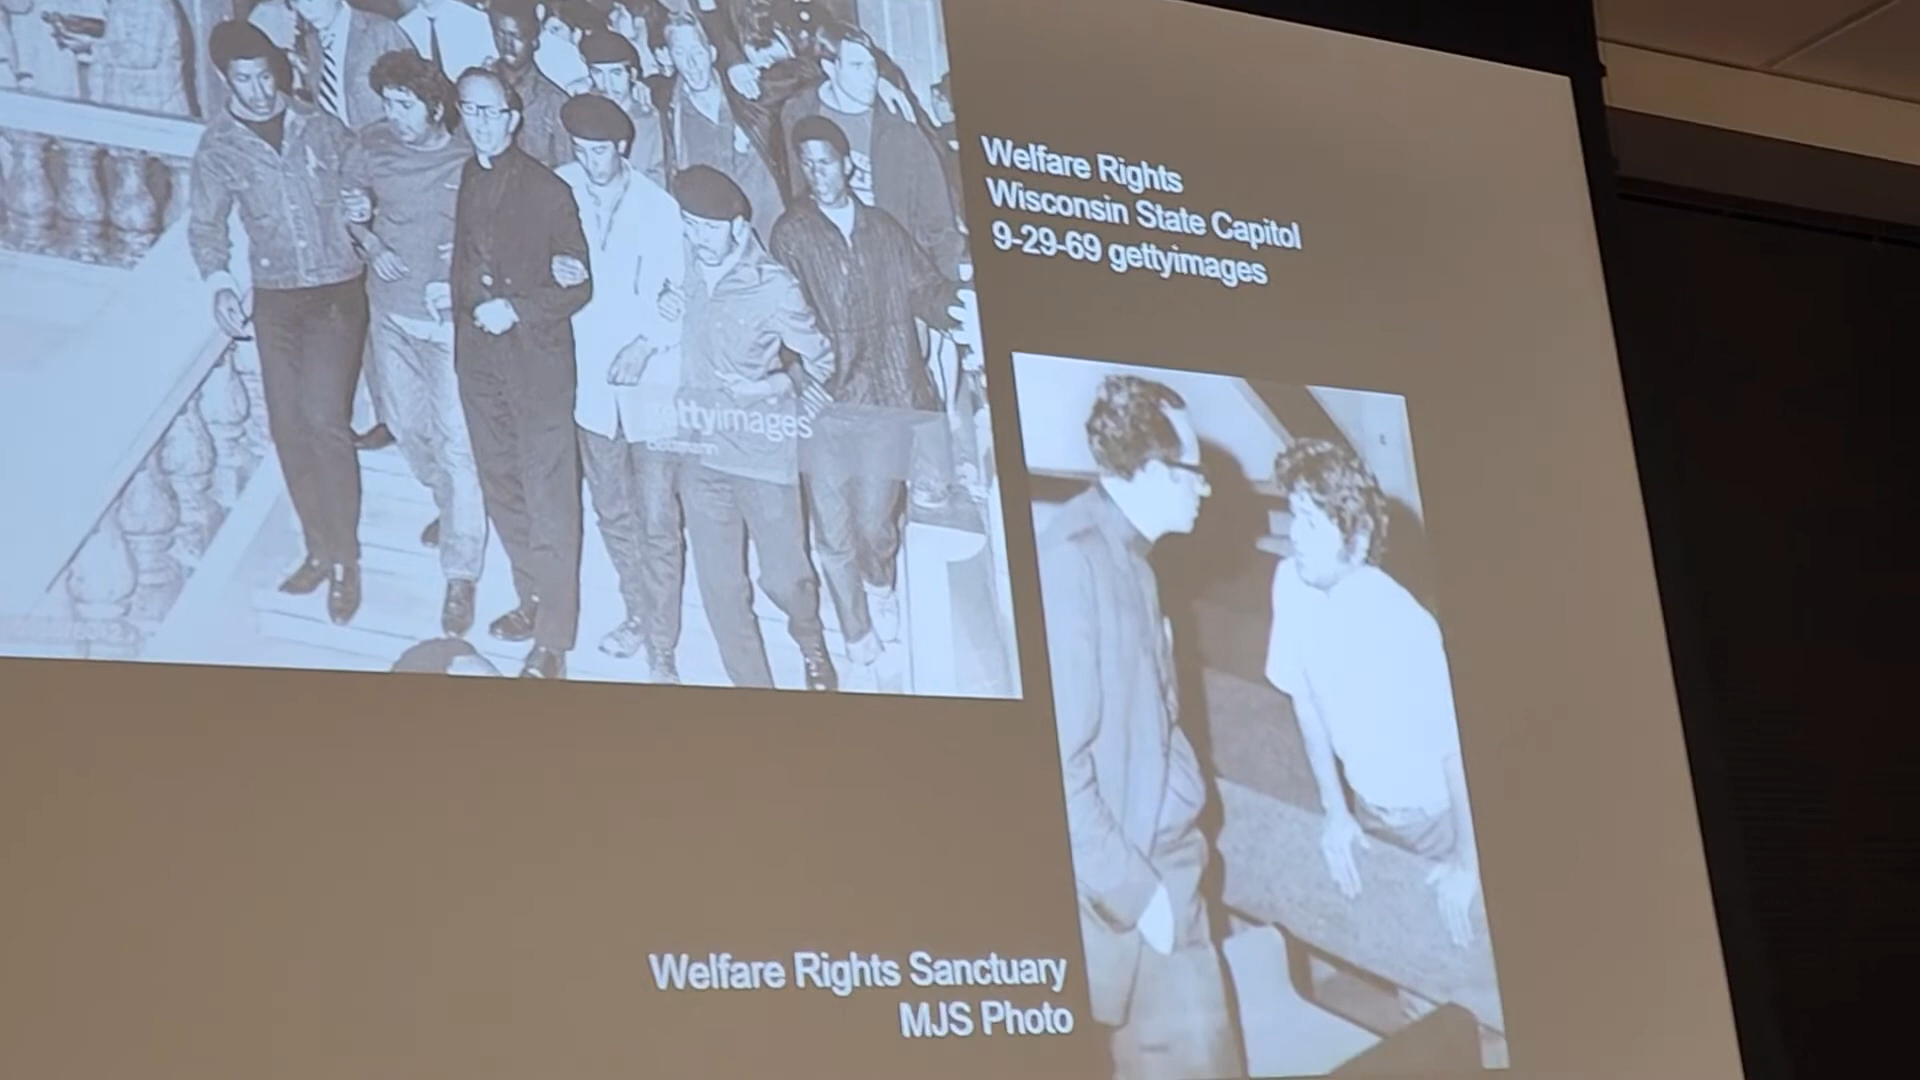 Welfare Rights
Wisconsin State Capitol
9-29-69 gettyimages
gettyimages
Welfare Rights Sanctuary
MJS Photo